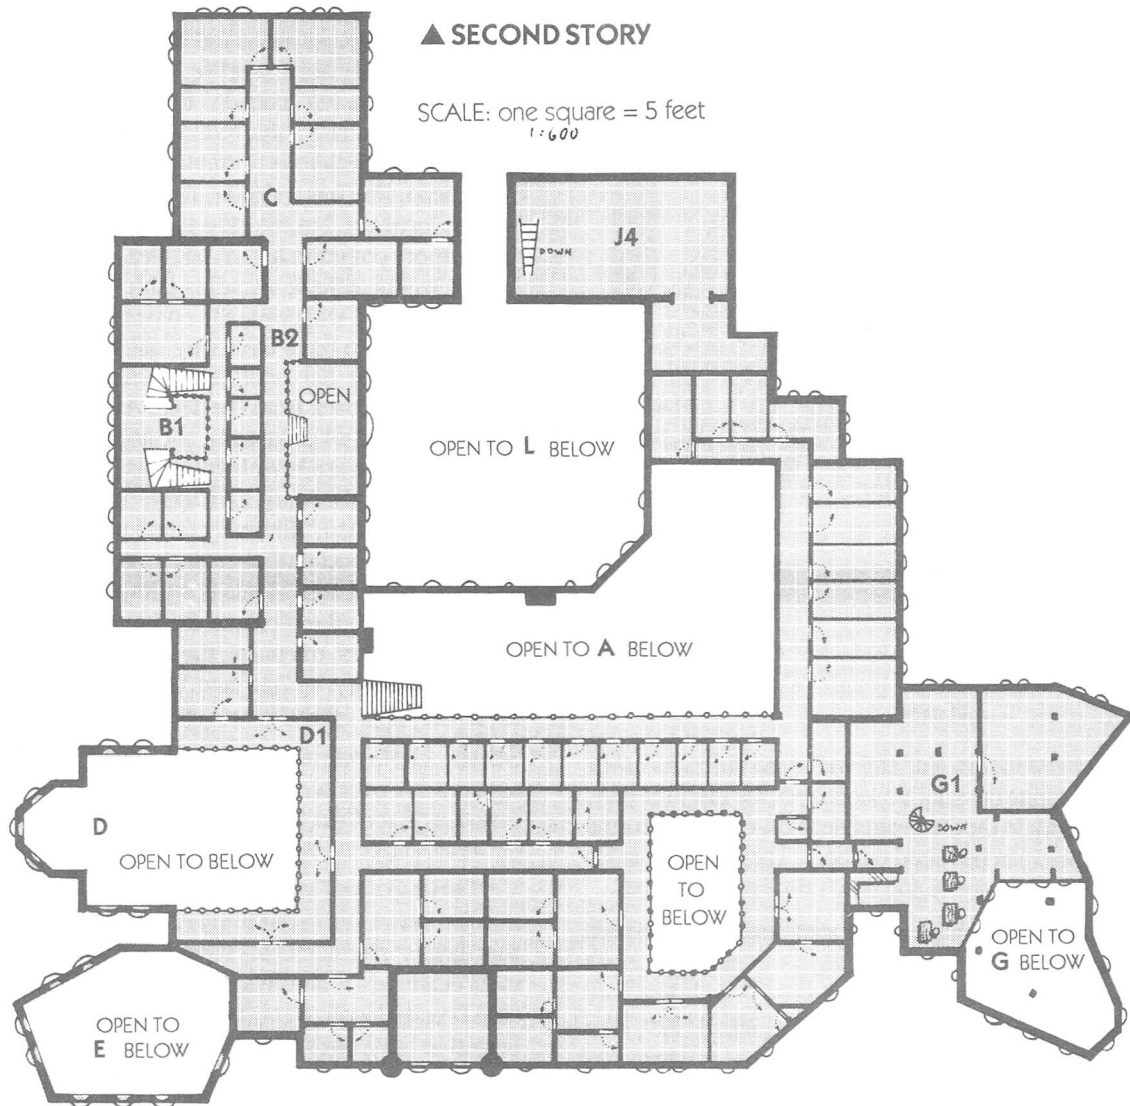 ▲ SECOND STORY
SCALE: one square = 5 feet
1:600
C
J4
DOWN
B2
OPEN
B1
OPEN TO L BELOW
OPEN TO A BELOW
D1
D
OPEN TO BELOW
G1
DOWN
OPEN
TO
BELOW
OPEN TO
G BELOW
OPEN TO
E BELOW